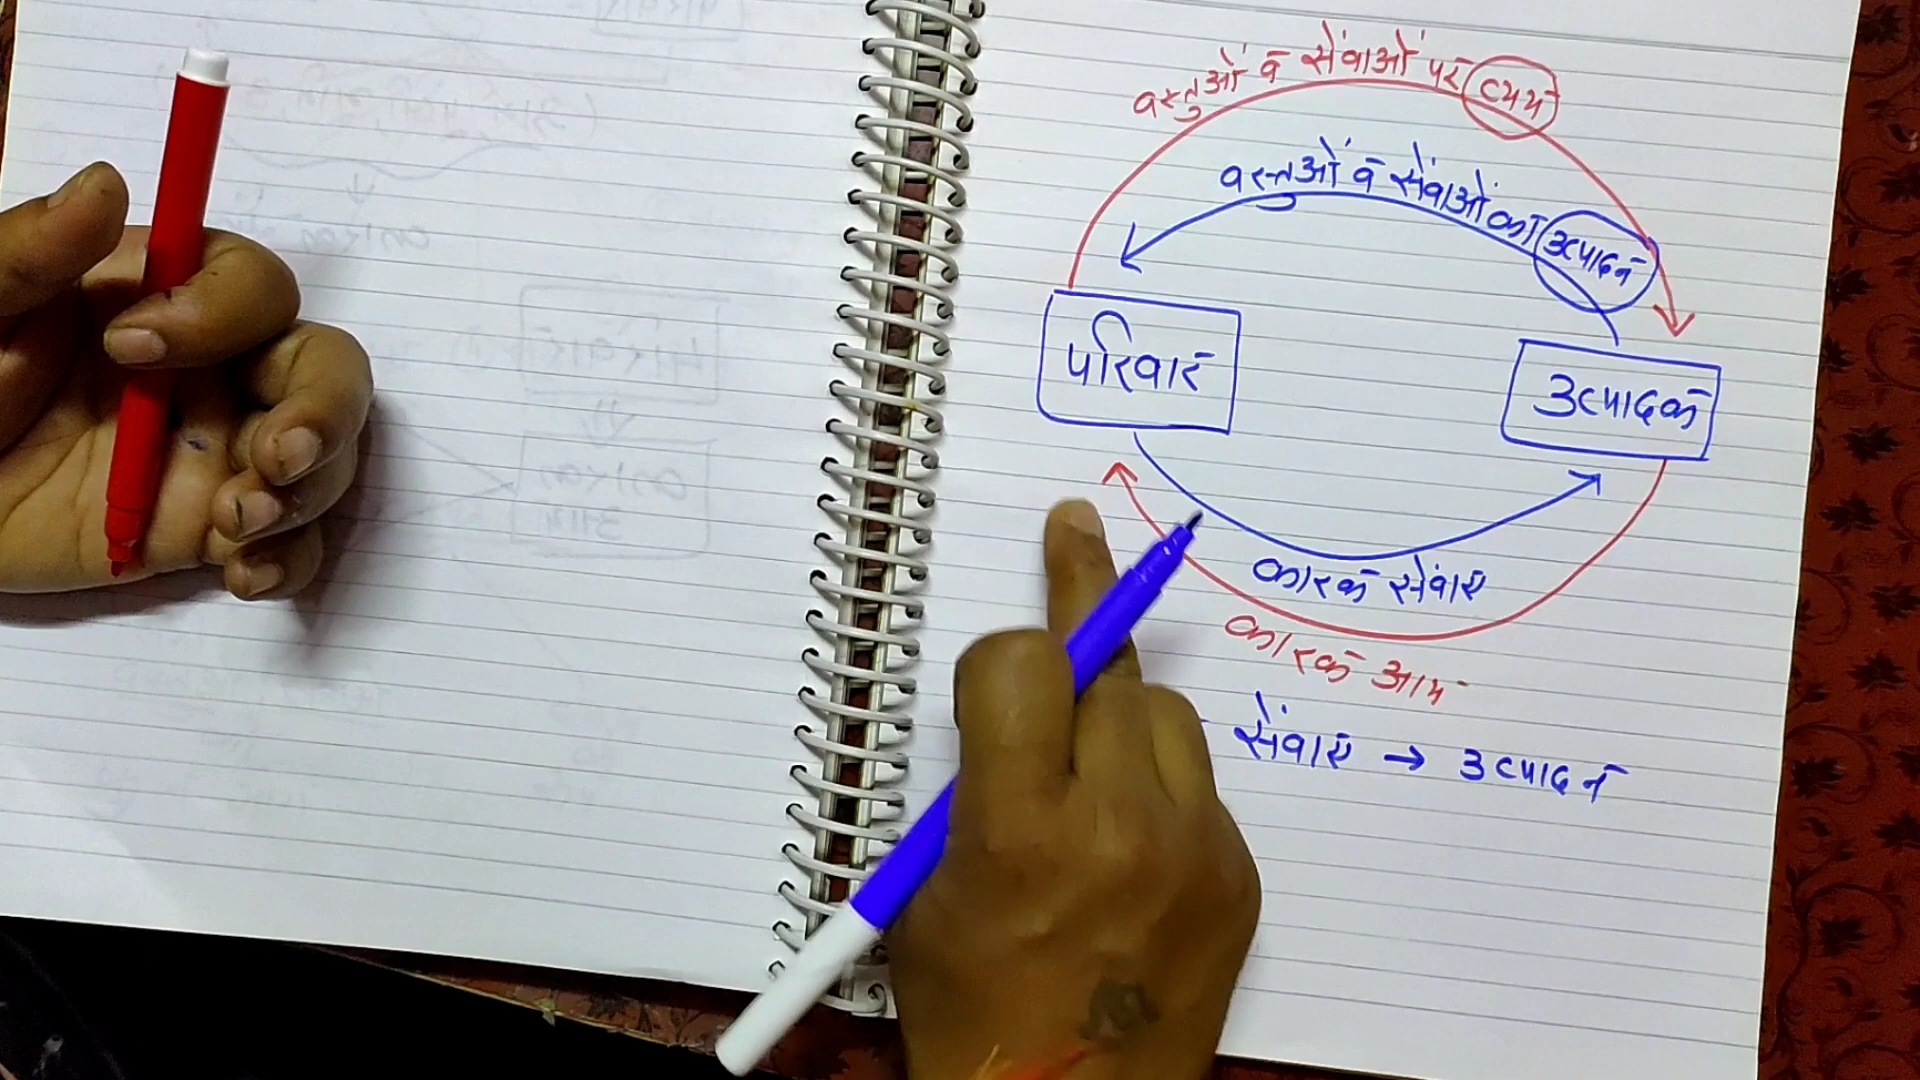 वस्तुओं व सेवाओं पर व्यय
वस्तुओं व सेवाओं का उत्पादन
परिवार
उत्पादक
कारक सेवाएं
कारक आय
सेवाएं → उत्पादन